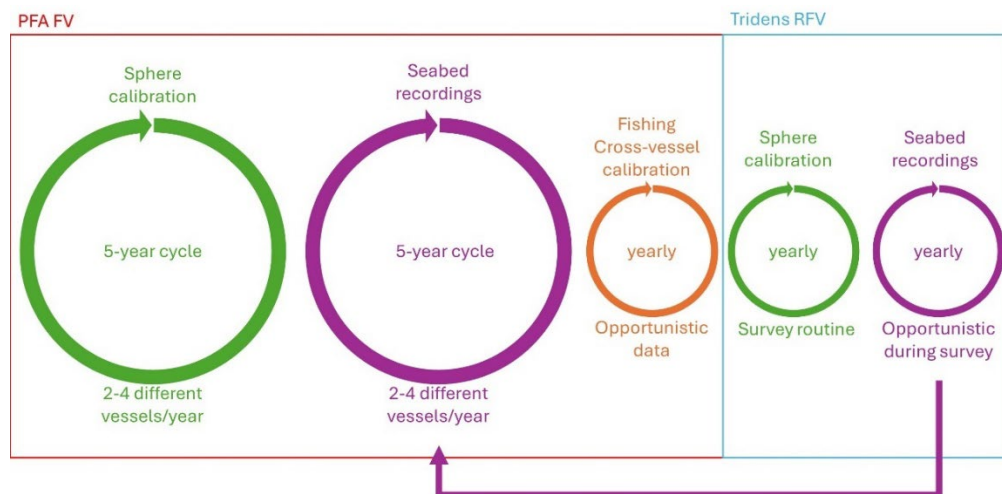 PFA FV
Tridens RFV
Sphere
calibration
5-year cycle
2-4 different
vessels/year
Seabed
recordings
5-year cycle
2-4 different
vessels/year
Fishing
Cross-vessel
calibration
yearly
Opportunistic
data
Sphere
calibration
yearly
Survey routine
Seabed
recordings
yearly
Opportunistic
during survey